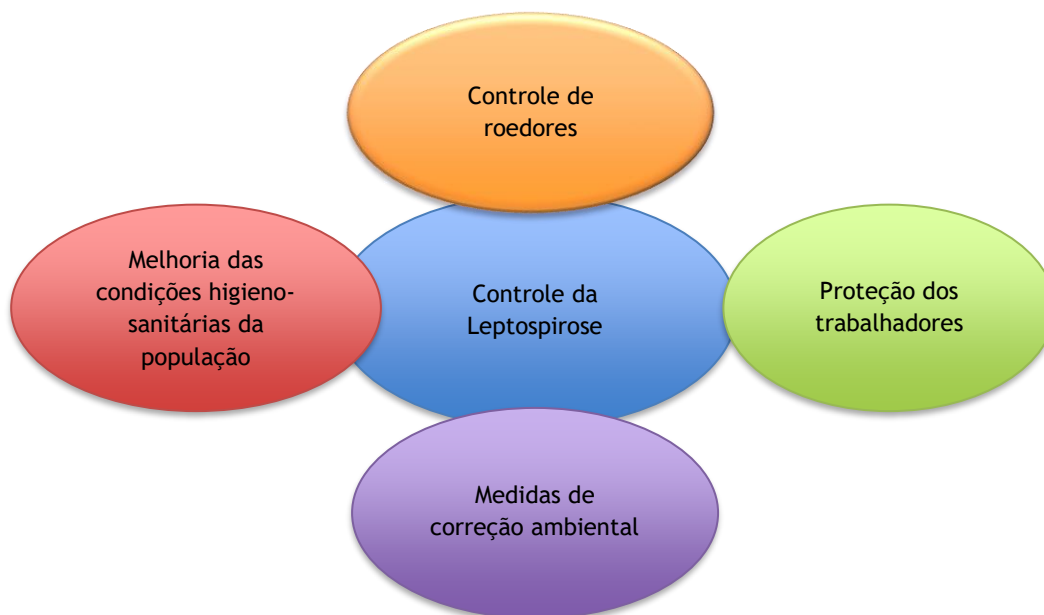 Controle de
roedores
Melhoria das
condições higieno-
sanitárias da
população
Controle da
Leptospirose
Proteção dos
trabalhadores
Medidas de
correção ambiental